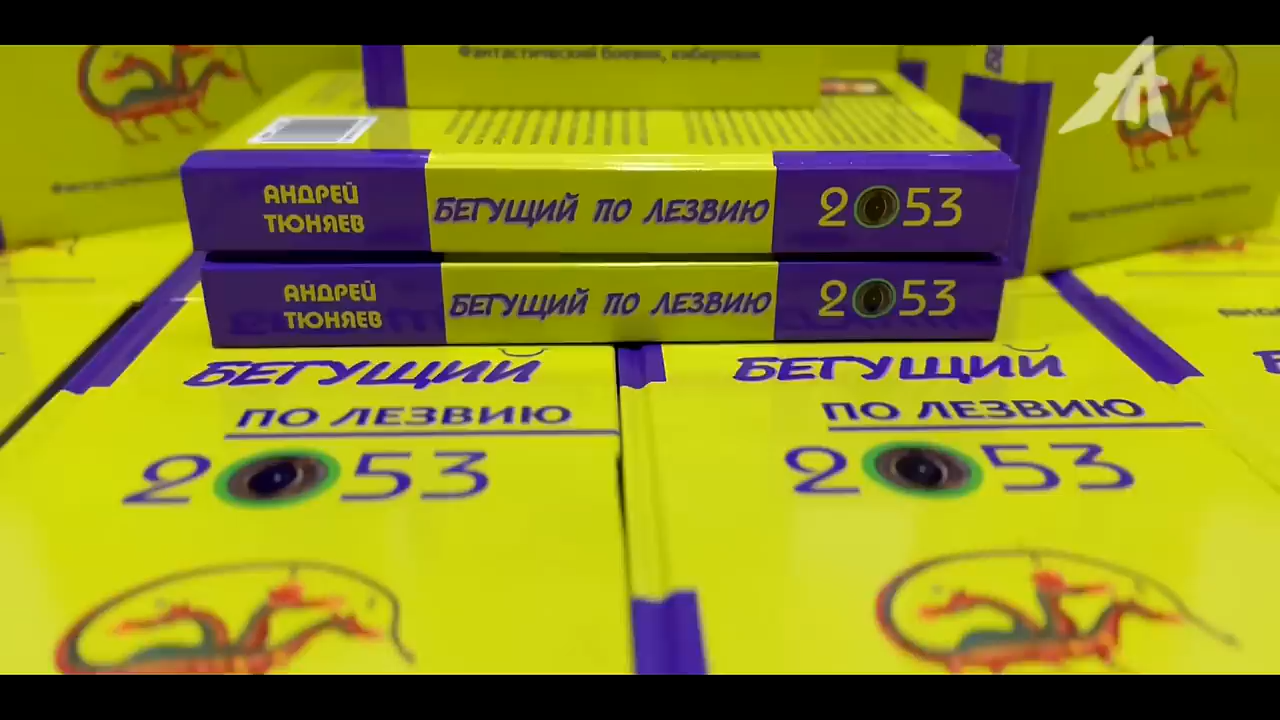 Фантастический боевик, киберпанк
АНДРЕЙ
ТЮНЯЕВ
БЕГУЩИЙ ПО ЛЕЗВИЮ
2053
АНДРЕЙ
ТЮНЯЕВ
БЕГУЩИЙ ПО ЛЕЗВИЮ
2053
БЕГУЩИЙ
ПО ЛЕЗВИЮ
2053
БЕГУЩИЙ
ПО ЛЕЗВИЮ
2053